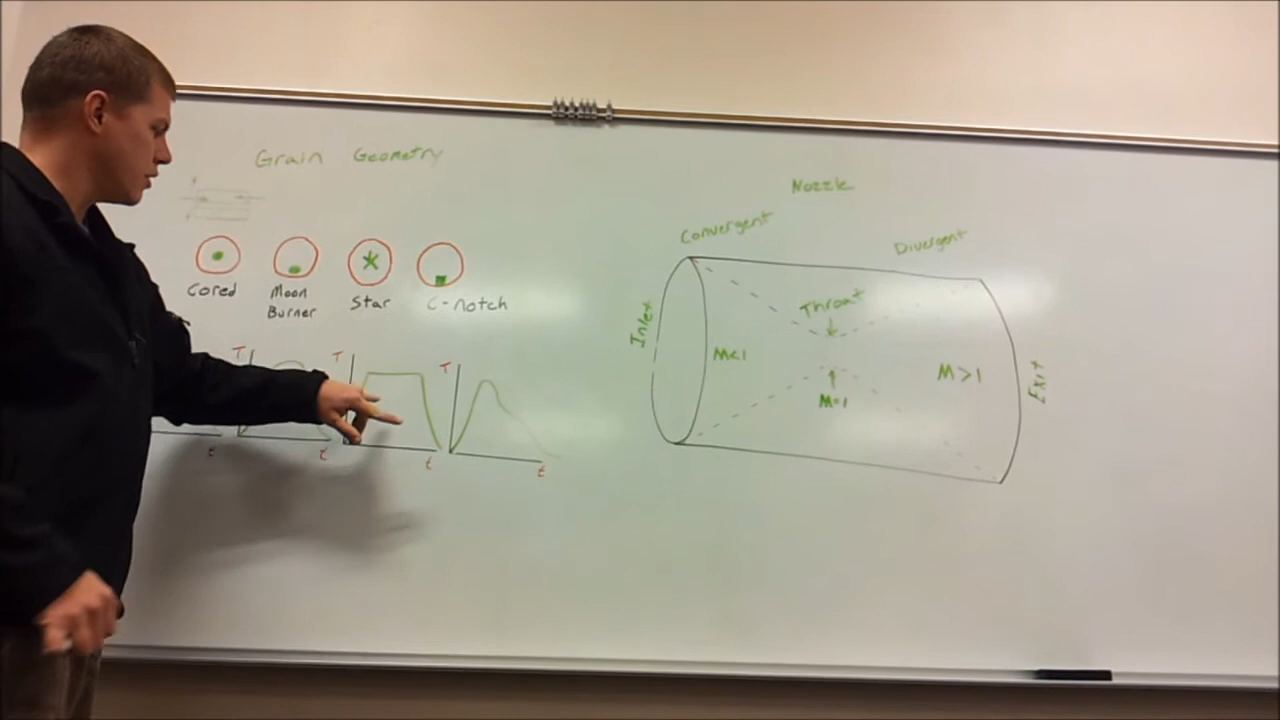 Grain Geometry
Cored
Moon
Burner
Star
C-notch
T
T
T
t
t
t
t
Nozzle
Convergent
Divergent
Throat
Inlet
M<1
M=1
M>1
Exit